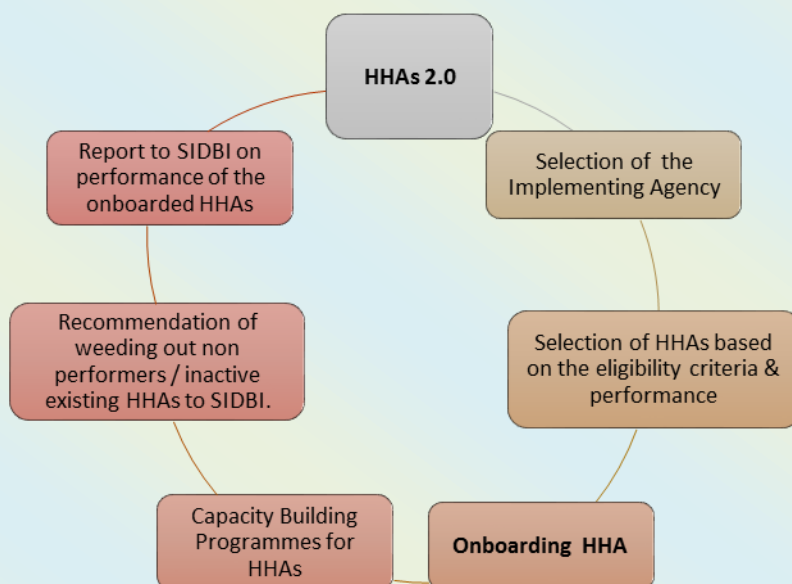 HHAs 2.0
Selection of the
Implementing Agency
Selection of HHAs based
on the eligibility criteria &
performance
Onboarding HHA
Capacity Building
Programmes for
HHAs
Recommendation of
weeding out non
performers / inactive
existing HHAs to SIDBI.
Report to SIDBI on
performance of the
onboarded HHAs